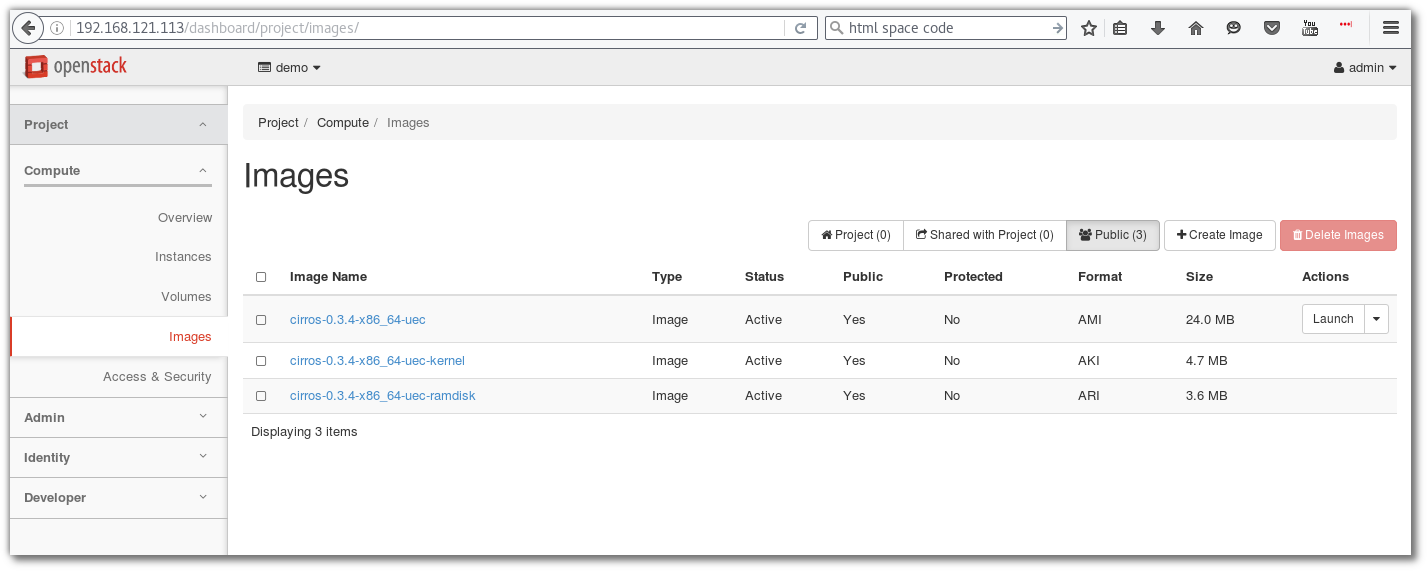 192.168.121.113/dashboard/project/images/ html space code You Tube
openstack demo admin
Project
Project / Compute / Images
Compute
Images
Overview
Project (0) Shared with Project (0) Public (3) Create Image Delete Images
Instances
Image Name Type Status Public Protected Format Size Actions
Volumes
cirros-0.3.4-x86_64-uec Image Active Yes No AMI 24.0 MB Launch
Images
cirros-0.3.4-x86_64-uec-kernel Image Active Yes No AKI 4.7 MB
Access & Security
cirros-0.3.4-x86_64-uec-ramdisk Image Active Yes No ARI 3.6 MB
Admin
Displaying 3 items
Identity
Developer